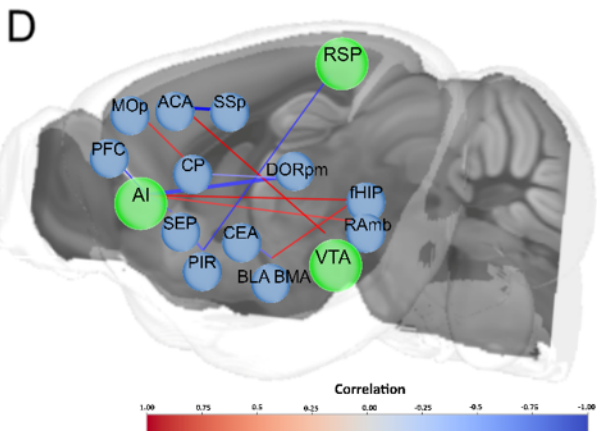 D
RSP
MOp ACA SSp
PFC
CP DORpm
AI fHIP
SEP CEA RAmb
PIR VTA
BLA BMA
Correlation
1.00 0.75 0.5 0.25 0.00 -0.25 -0.5 -0.75 -1.00